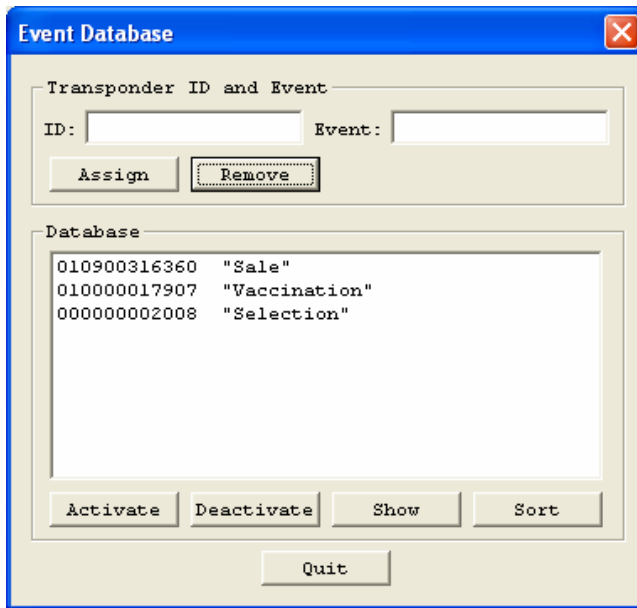 Event Database
Transponder ID and Event
ID: Event:
Assign Remove
Database
010900316360 "Sale"
010000017907 "Vaccination"
000000002008 "Selection"
Activate Deactivate Show Sort
Quit